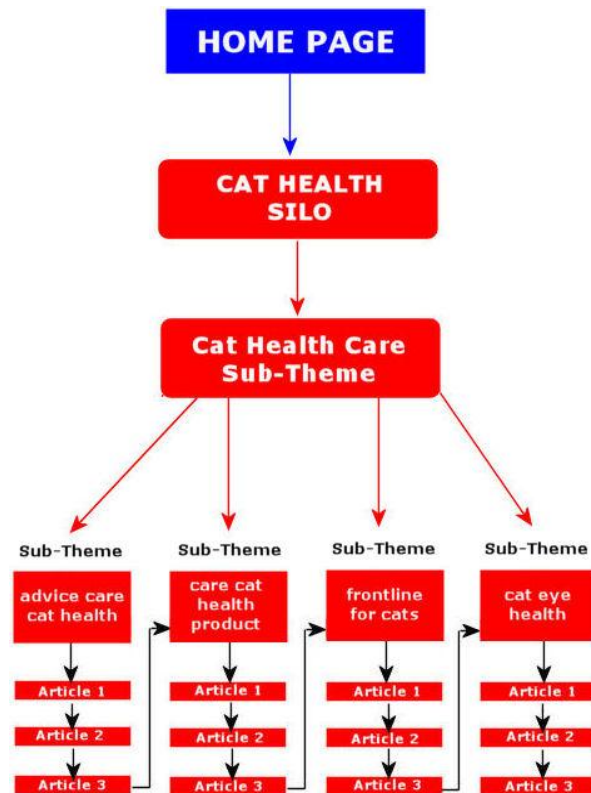 HOME PAGE
CAT HEALTH
SILO
Cat Health Care
Sub-Theme
Sub-Theme
advice care
cat health
Article 1
Article 2
Article 3
Sub-Theme
care cat
health
product
Article 1
Article 2
Article 3
Sub-Theme
frontline
for cats
Article 1
Article 2
Article 3
Sub-Theme
cat eye
health
Article 1
Article 2
Article 3